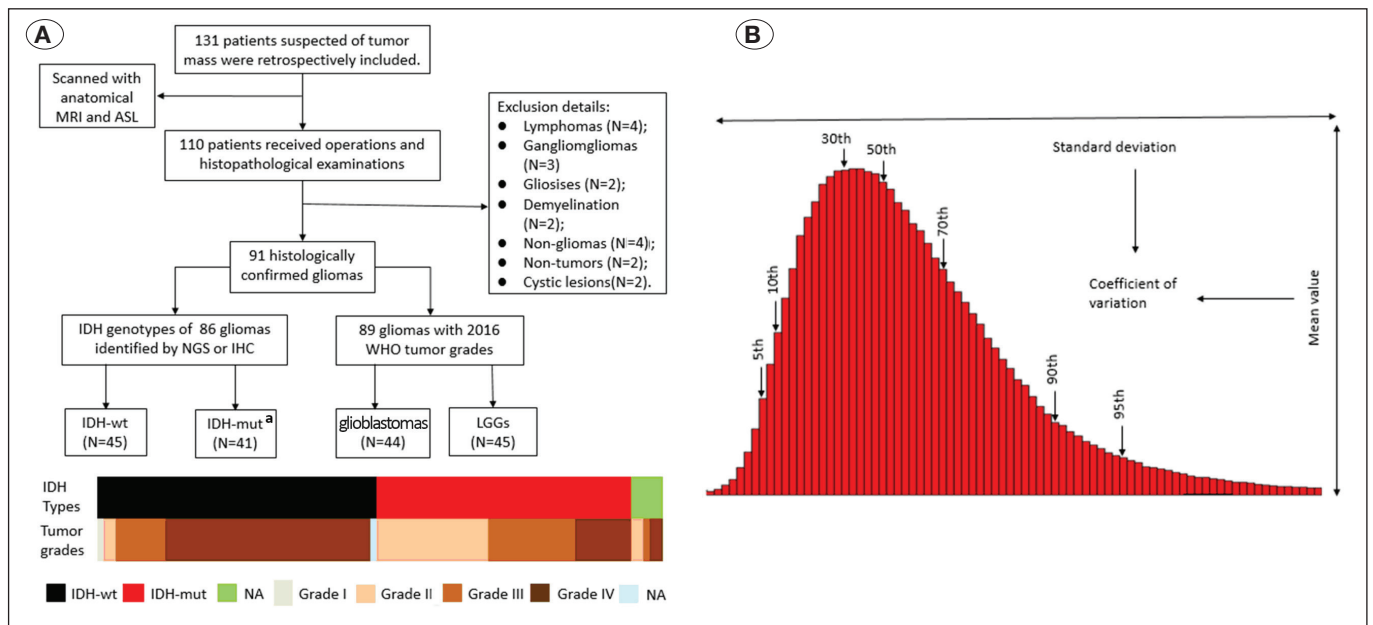 A
131 patients suspected of tumor
mass were retrospectively included.
Scanned with
anatomical
MRI and ASL
110 patients received operations and
histopathological examinations
Exclusion details:
● Lymphomas (N=4);
● Gangliomgliomas
(N=3)
● Gliosises (N=2);
● Demyelination
(N=2);
● Non-gliomas (N=4);
● Non-tumors (N=2);
● Cystic lesions(N=2).
91 histologically
confirmed gliomas
IDH genotypes of 86 gliomas
identified by NGS or IHC
89 gliomas with 2016
WHO tumor grades
IDH-wt
(N=45)
IDH-mut a
(N=41)
glioblastomas
(N=44)
LGGs
(N=45)
IDH
Types
Tumor
grades
IDH-wt IDH-mut NA Grade I Grade II Grade III Grade IV NA
B
5th
10th
30th
50th
70th
90th
95th
Standard deviation
Coefficient of
variation
Mean value